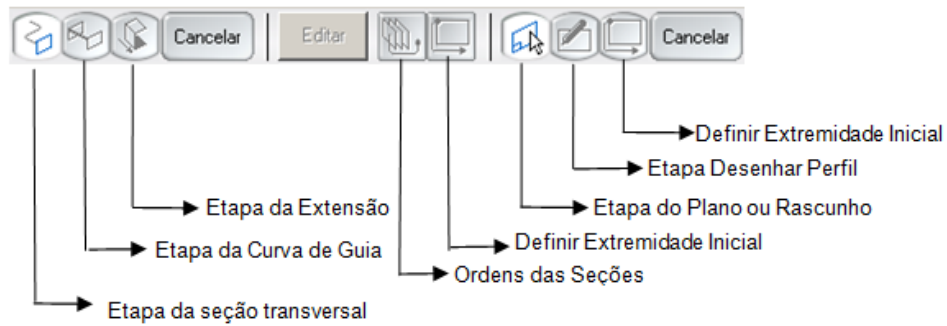 Cancelar
Editar
Cancelar
Definir Extremidade Inicial
Etapa Desenhar Perfil
Etapa da Extensão
Etapa do Plano ou Rascunho
Etapa da Curva de Guia
Definir Extremidade Inicial
Ordens das Seções
Etapa da seção transversal